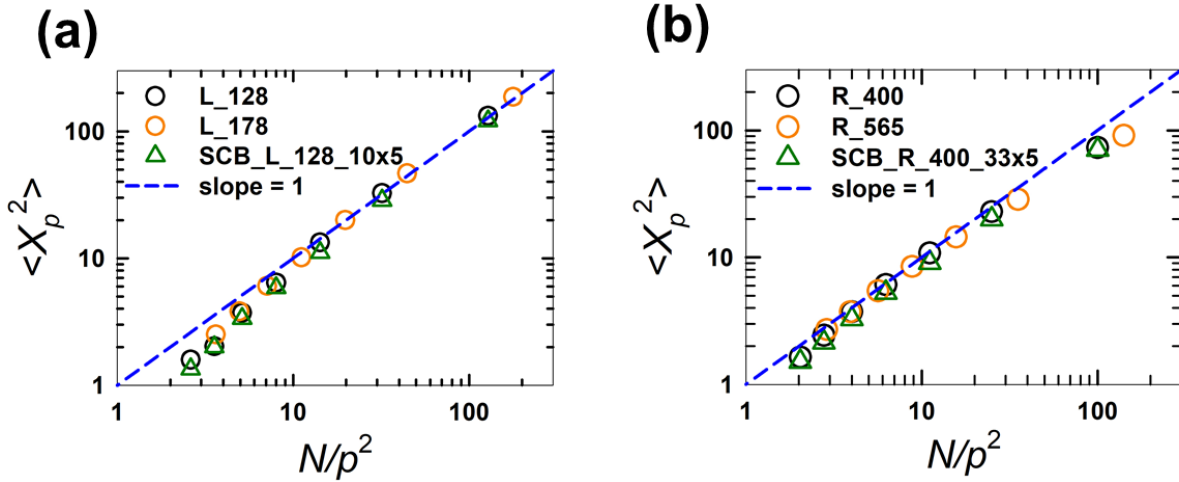 (a)
L_128
L_178
SCB_L_128_10x5
slope = 1
100
10
1
<X_p^2>
1
10
100
N/p^2
(b)
R_400
R_565
SCB_R_400_33x5
slope = 1
100
10
1
<X_p^2>
1
10
100
N/p^2